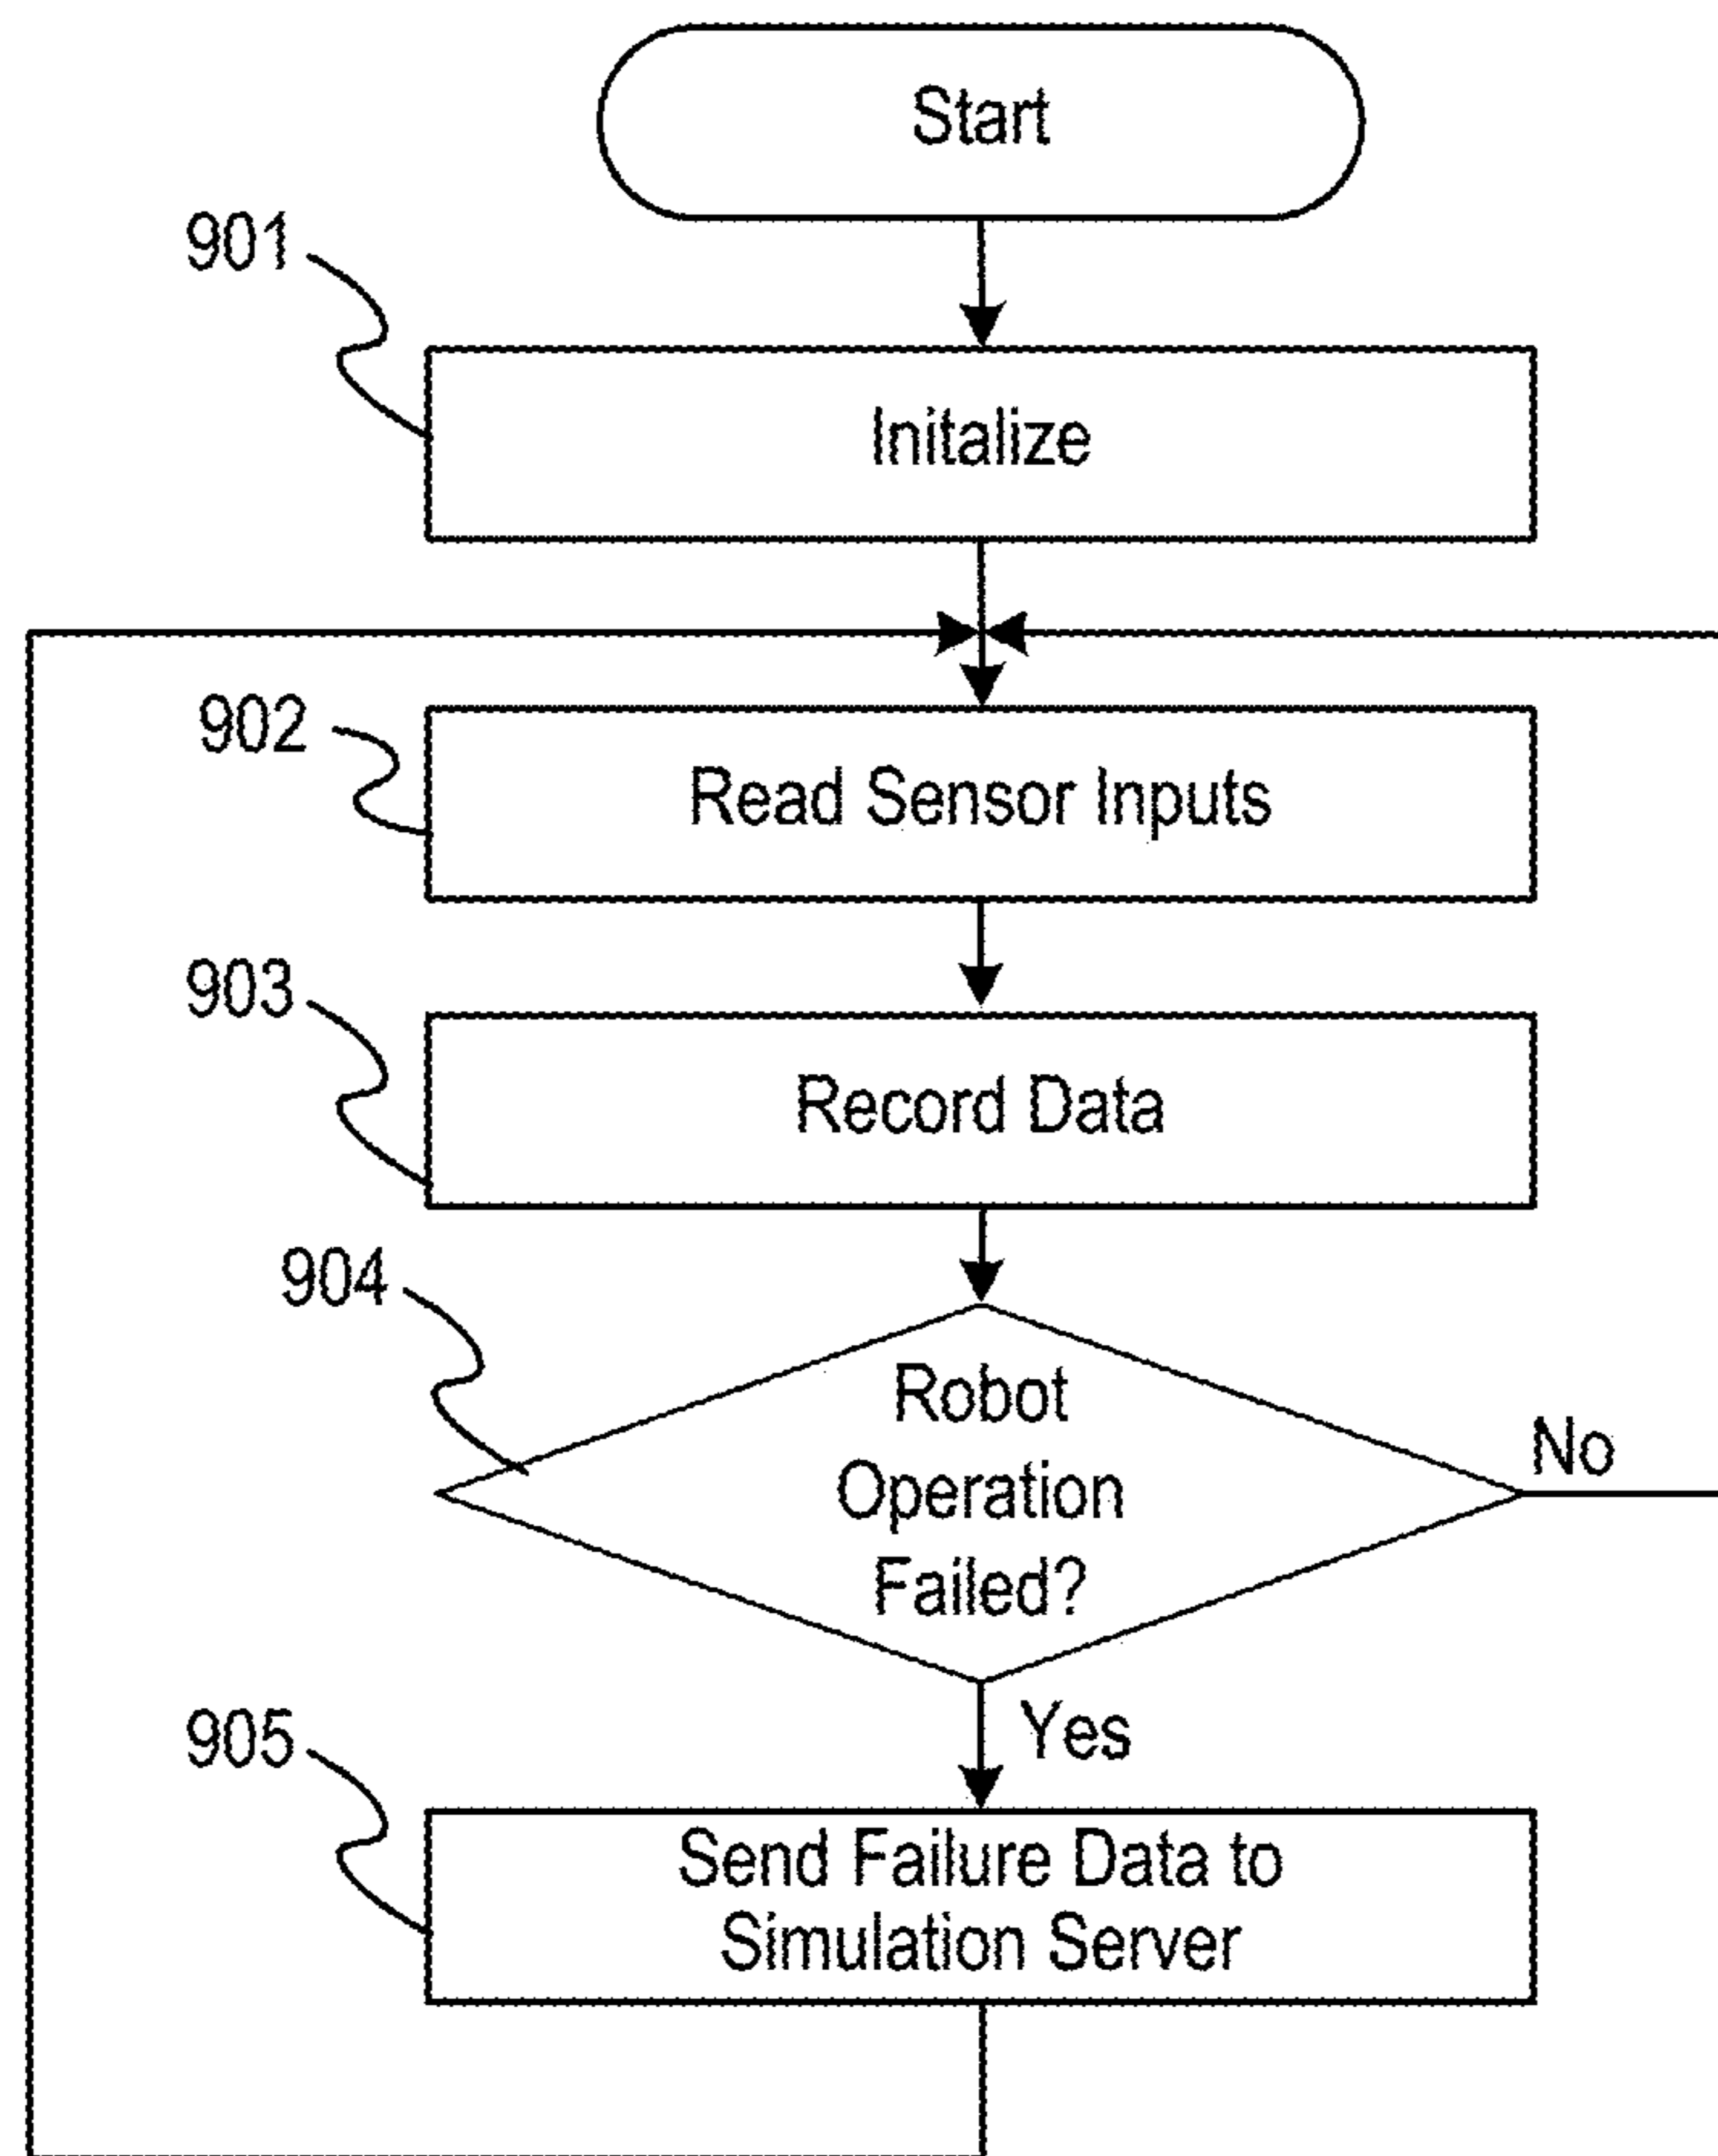 Start
901
Initalize
902
Read Sensor Inputs
903
Record Data
904
Robot
Operation
Failed?
No
Yes
905
Send Failure Data to
Simulation Server